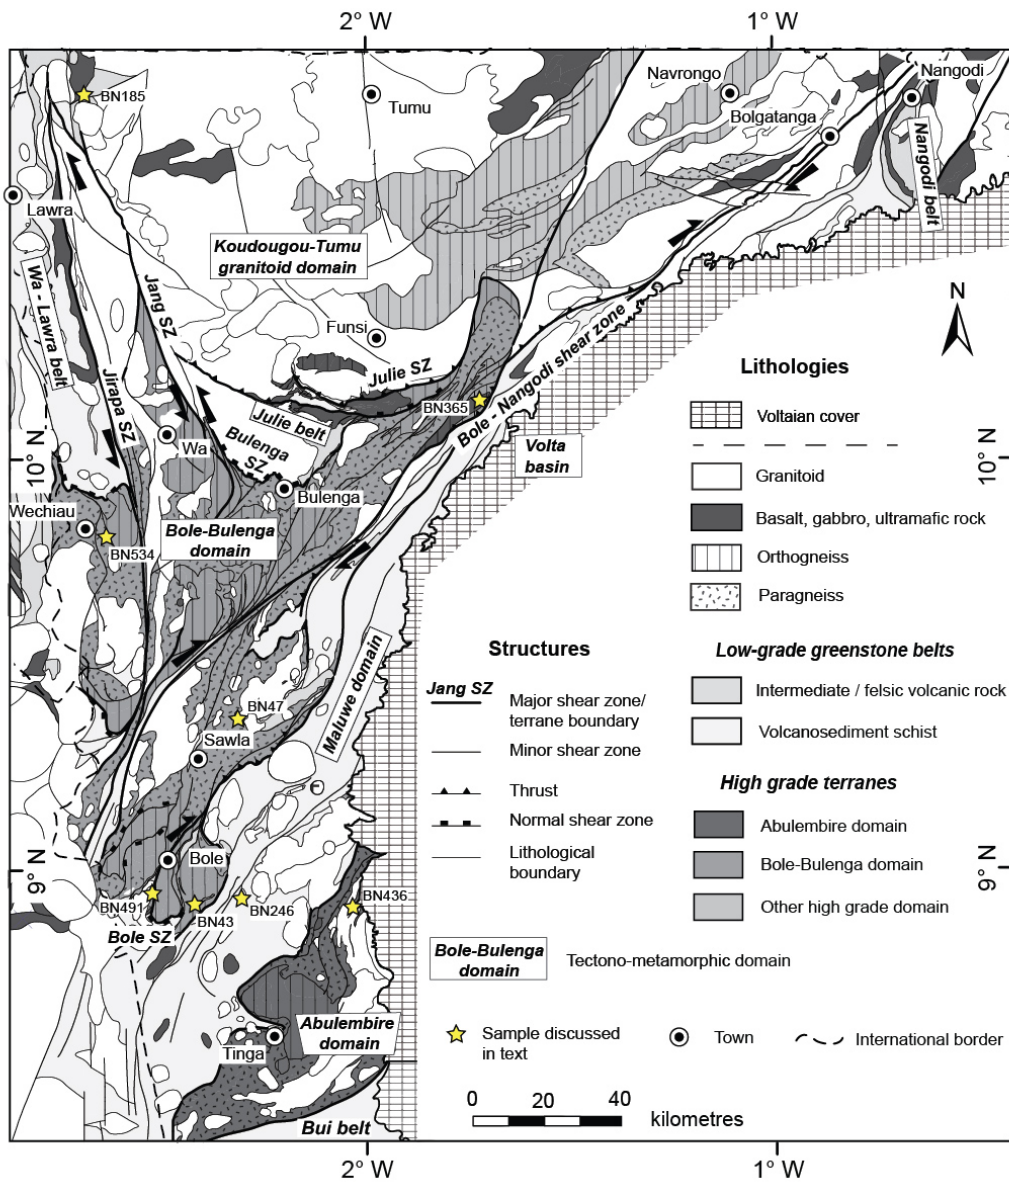 2° W
1° W
BN185
Tumu
Navrongo
Nangodi
Bolgatanga
Lawra
Nangodi belt
Koudougou-Tumu
granitoid domain
Wa - Lawra belt
Jang SZ
Funsi
Jirapa SZ
Julie SZ
Bole - Nangodi shear zone
BN365
Julie belt
Bulenga
SZ
Wa
Volta
basin
Bulenga
10° N
10° N
Wechiau
BN534
Bole-Bulenga
domain
Maluwe domain
BN47
Sawla
Bole
9° N
9° N
BN491
BN43
BN246
BN436
Bole SZ
Abulembire
domain
Tinga
Bui belt
2° W
1° W
N
Lithologies
Voltaian cover
Granitoid
Basalt, gabbro, ultramafic rock
Orthogneiss
Paragneiss
Structures
Jang SZ
Major shear zone/
terrane boundary
Minor shear zone
Thrust
Normal shear zone
Lithological
boundary
Low-grade greenstone belts
Intermediate / felsic volcanic rock
Volcanosediment schist
High grade terranes
Abulembire domain
Bole-Bulenga domain
Other high grade domain
Bole-Bulenga
domain
Tectono-metamorphic domain
Sample discussed
in text
Town
International border
0 20 40
kilometres